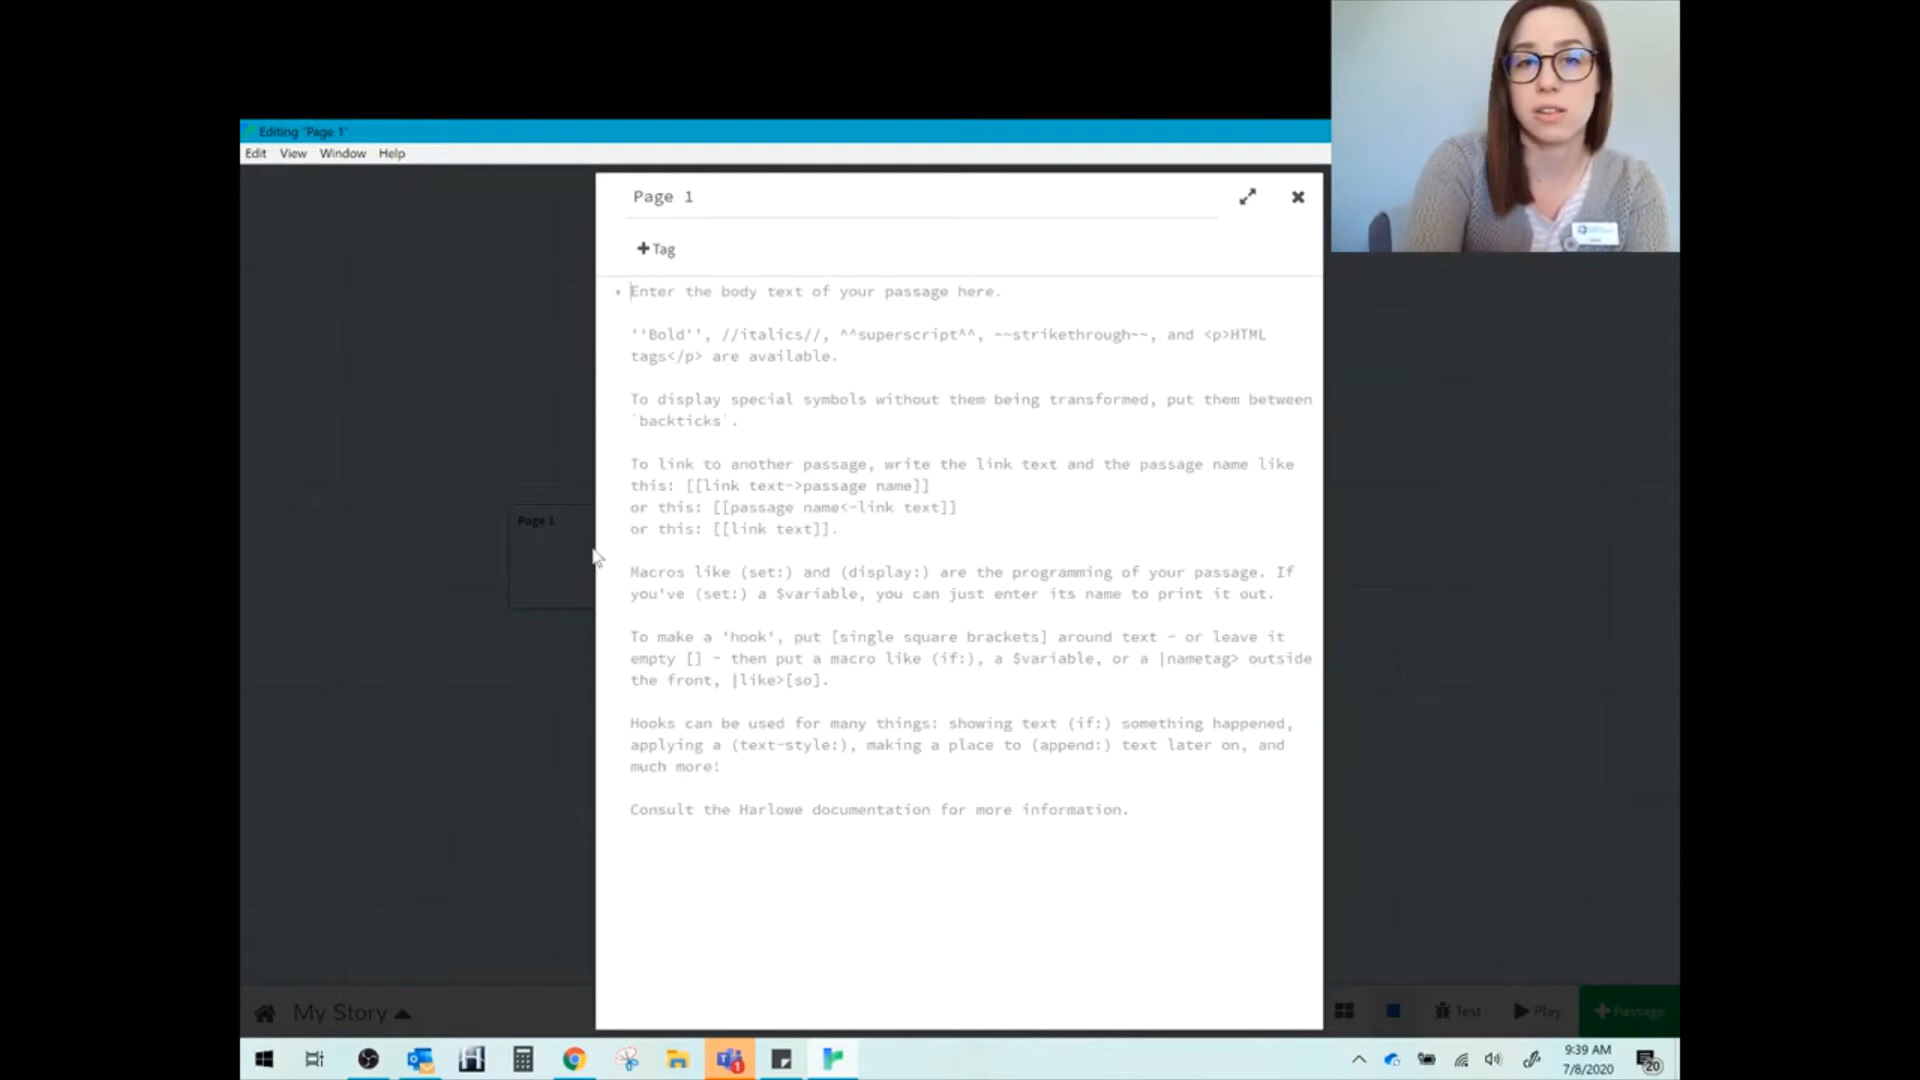 Editing "Page 1"
Edit View Window Help
Page 1
+Tag
Enter the body text of your passage here.
''Bold'', //italics//, ^^superscript^^, ~~strikethrough~~, and <p>HTML
tags</p> are available.
To display special symbols without them being transformed, put them between
`backticks`.
To link to another passage, write the link text and the passage name like
this: [[link text->passage name]]
or this: [[passage name<-link text]]
or this: [[link text]].
Page 1
Macros like (set:) and (display:) are the programming of your passage. If
you've (set:) a $variable, you can just enter its name to print it out.
To make a 'hook', put [single square brackets] around text - or leave it
empty [] - then put a macro like (if:), a $variable, or a |nametag> outside
the front, |like>[so].
Hooks can be used for many things: showing text (if:) something happened,
applying a (text-style:), making a place to (append:) text later on, and
much more!
Consult the Harlowe documentation for more information.
My Story
Test
Play
+Passage
9:39 AM
7/8/2020
20
1